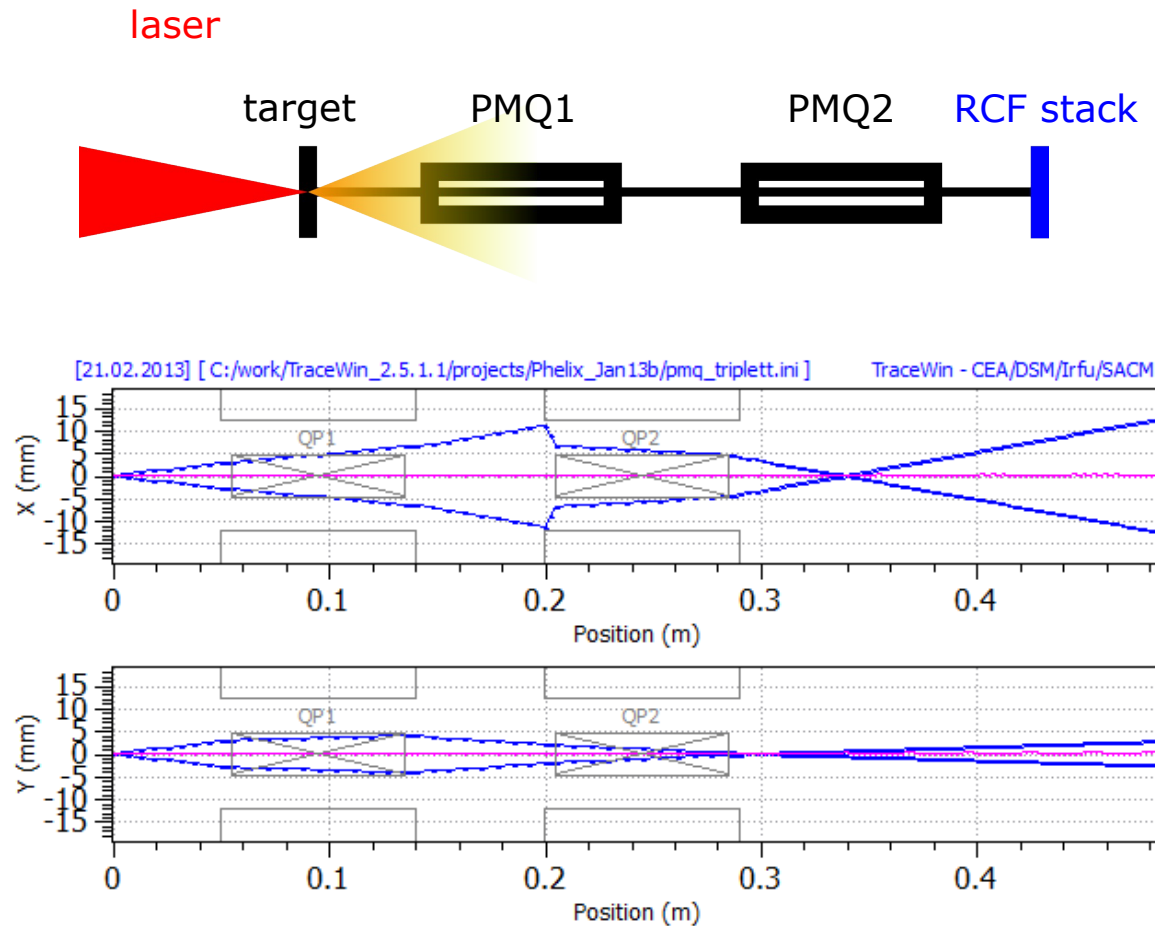 laser
target PMQ1 PMQ2 RCF stack
[21.02.2013] [ C:/work/TraceWin_2.5.1.1/projects/Phelix_Jan13b/pmq_triplett.ini ] TraceWin - CEA/DSM/Irfu/SACM
15
10
5
0
-5
-10
-15
X (mm)
QP1 QP2
0 0.1 0.2 0.3 0.4
Position (m)
15
10
5
0
-5
-10
-15
Y (mm)
QP1 QP2
0 0.1 0.2 0.3 0.4
Position (m)